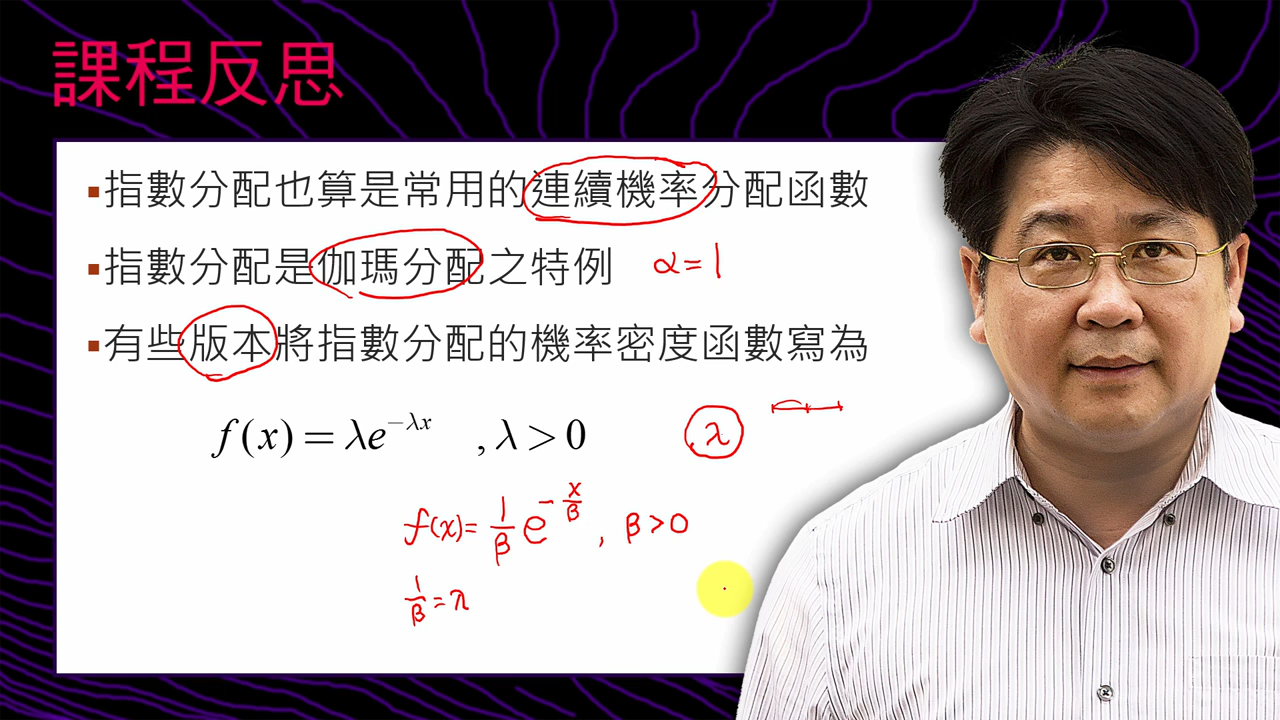 課程反思
▪指數分配也算是常用的連續機率分配函數
▪指數分配是伽瑪分配之特例 α=1
▪有些版本將指數分配的機率密度函數寫為
f(x)=λe^{-λx} ,λ>0 λ
f(x)=\frac{1}{β}e^{-\frac{x}{β}}, β>0
\frac{1}{β}=λ